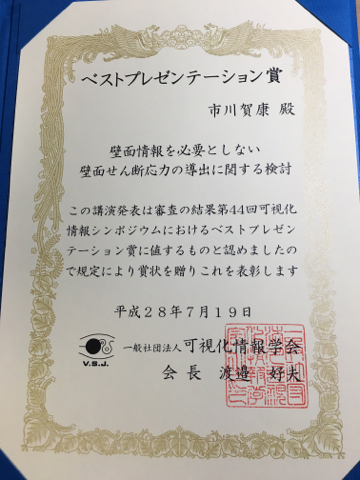 ベストプレゼンテーション賞
市川賀康 殿
壁面情報を必要としない
壁面せん断応力の導出に関する検討
この講演発表は審査の結果第44回可視化
情報シンポジウムにおけるベストプレゼン
テーション賞に値するものと認めましたの
で規定により賞状を贈りこれを表彰します
平成28年7月19日
V.S.J.
一般社団法人 可視化情報学会
会長 渡邉 好夫